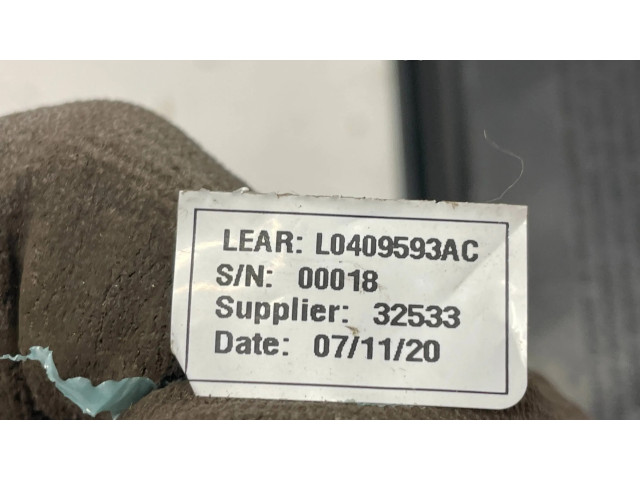 LEAR: L0409593AC
S/N: 00018
Supplier: 32533
Date: 07/11/20